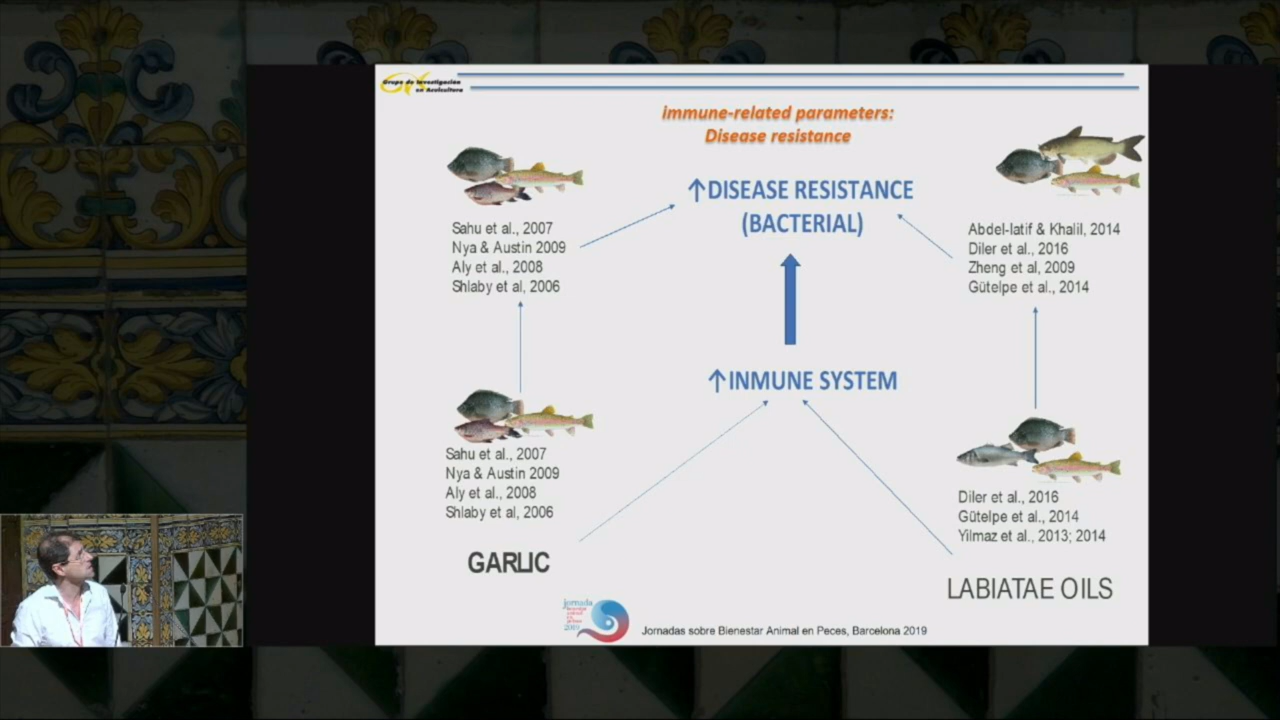 Grupo de Investigación
en Acuicultura
immune-related parameters:
Disease resistance
↑DISEASE RESISTANCE
(BACTERIAL)
Sahu et al., 2007
Nya & Austin 2009
Aly et al., 2008
Shlaby et al, 2006
Abdel-latif & Khalil, 2014
Diler et al., 2016
Zheng et al, 2009
Gütelpe et al., 2014
↑INMUNE SYSTEM
Sahu et al., 2007
Nya & Austin 2009
Aly et al., 2008
Shlaby et al, 2006
GARLIC
Diler et al., 2016
Gütelpe et al., 2014
Yilmaz et al., 2013; 2014
LABIATAE OILS
jornada
2019
Jornadas sobre Bienestar Animal en Peces, Barcelona 2019